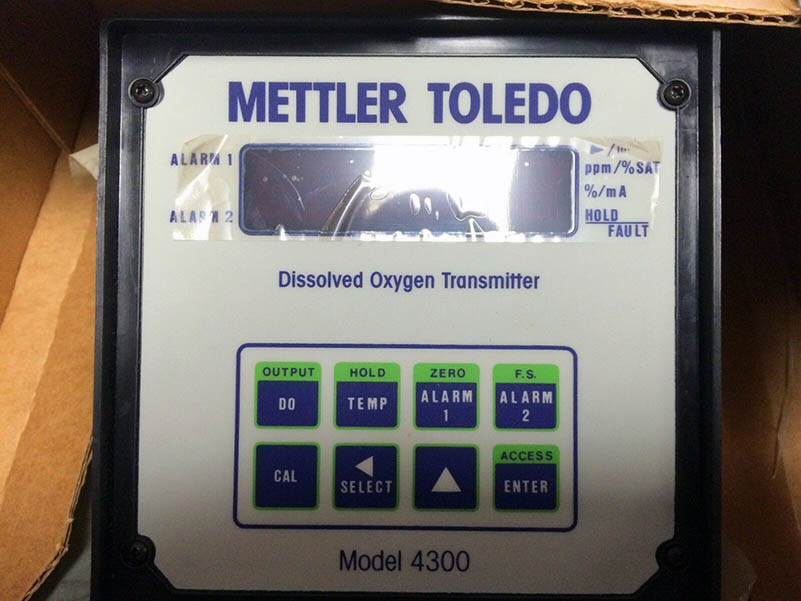 METTLER TOLEDO
ALARM 1
ppm/%SAT
%/mA
ALARM 2
HOLD
FAULT
Dissolved Oxygen Transmitter
OUTPUT HOLD ZERO F.S.
DO TEMP ALARM 1 ALARM 2
ACCESS
CAL SELECT ENTER
Model 4300